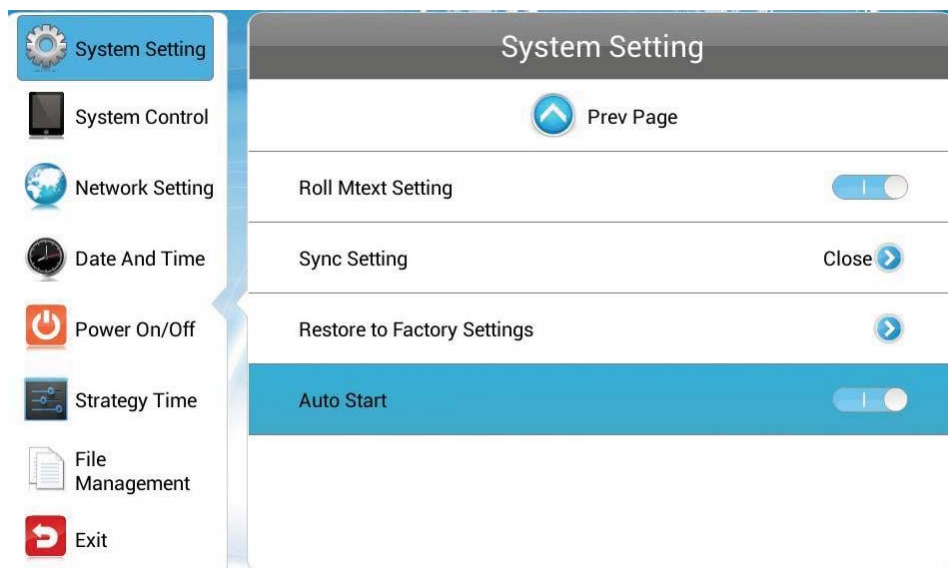 System Setting
System Control
Network Setting
Date And Time
Power On/Off
Strategy Time
File
Management
Exit
System Setting
Prev Page
Roll Mtext Setting
Sync Setting
Close
Restore to Factory Settings
Auto Start